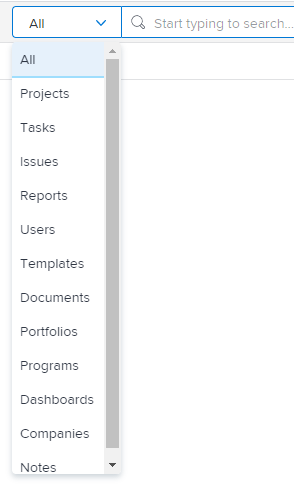 All Start typing to search...
All
Projects
Tasks
Issues
Reports
Users
Templates
Documents
Portfolios
Programs
Dashboards
Companies
Notes